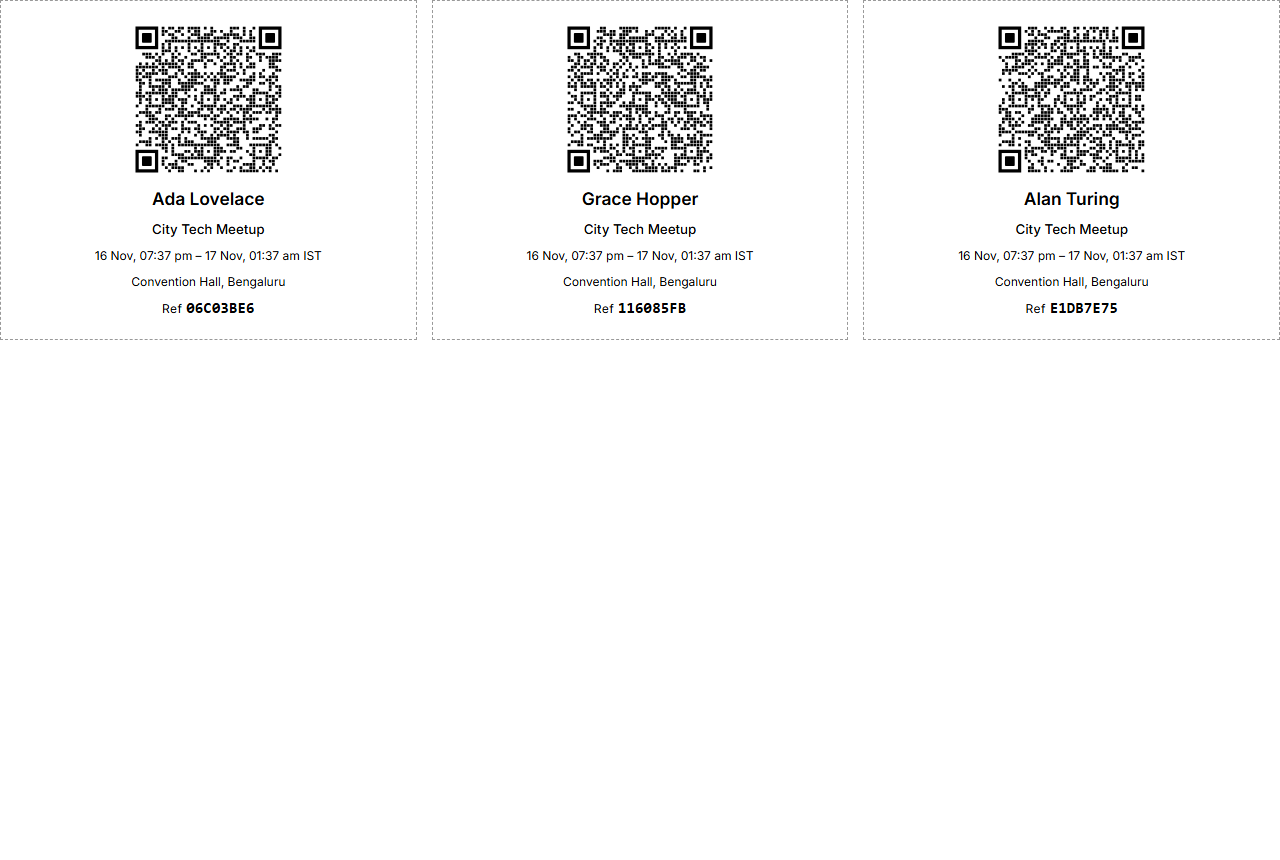 Ada Lovelace
City Tech Meetup
16 Nov, 07:37 pm – 17 Nov, 01:37 am IST
Convention Hall, Bengaluru
Ref 06C03BE6
Grace Hopper
City Tech Meetup
16 Nov, 07:37 pm – 17 Nov, 01:37 am IST
Convention Hall, Bengaluru
Ref 116085FB
Alan Turing
City Tech Meetup
16 Nov, 07:37 pm – 17 Nov, 01:37 am IST
Convention Hall, Bengaluru
Ref E1DB7E75